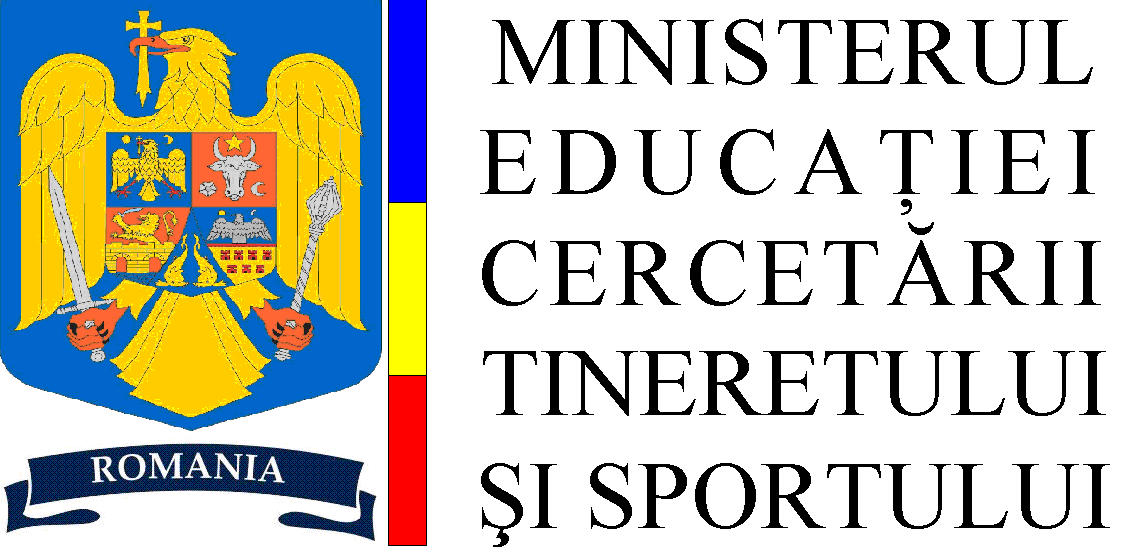 MINISTERUL
EDUCAȚIEI
CERCETĂRII
TINERETULUI
ŞI SPORTULUI
ROMANIA